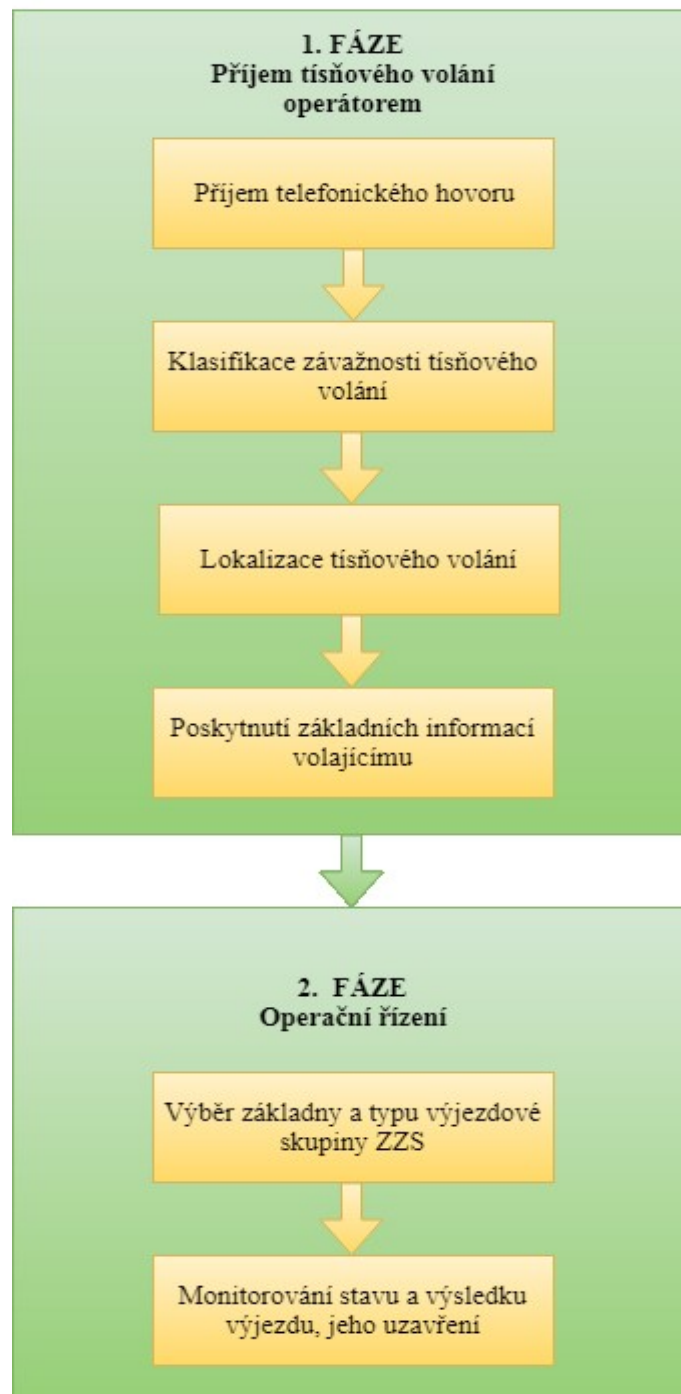 1. FÁZE
Příjem tísňového volání
operátorem
Příjem telefonického hovoru
Klasifikace závažnosti tísňového
volání
Lokalizace tísňového volání
Poskytnutí základních informací
volajícímu
2. FÁZE
Operační řízení
Výběr základny a typu výjezdové
skupiny ZZS
Monitorování stavu a výsledku
výjezdu, jeho uzavření